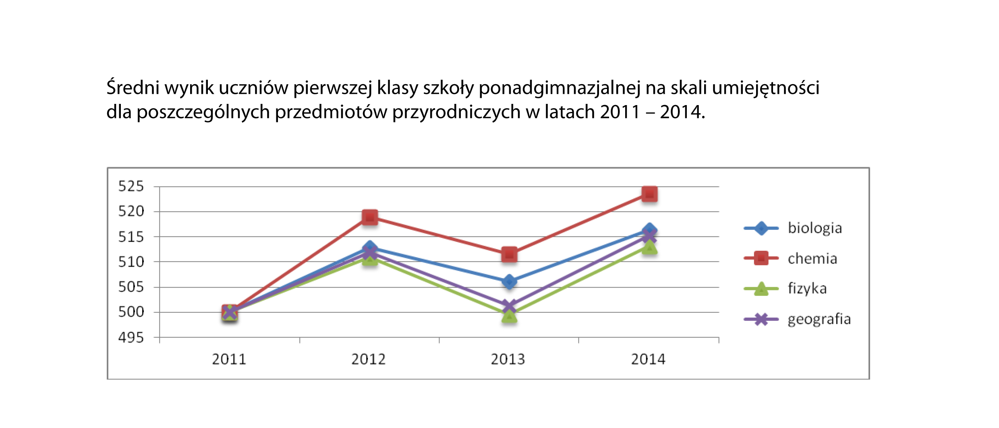 Średni wynik uczniów pierwszej klasy szkoły ponadgimnazjalnej na skali umiejętności
dla poszczególnych przedmiotów przyrodniczych w latach 2011 – 2014.
525
520
515
510
505
500
495
2011 2012 2013 2014
biologia
chemia
fizyka
geografia